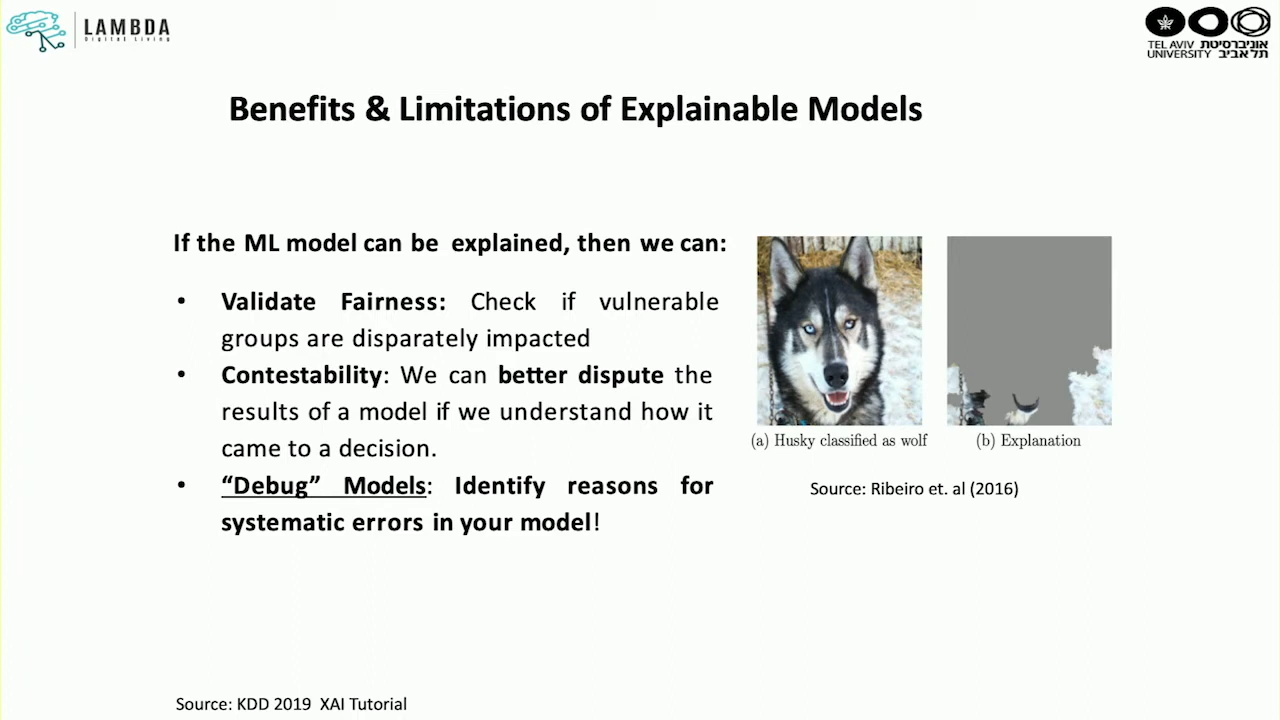 LAMBDA
Digital Living
TEL AVIV אוניברסיטת
UNIVERSITY תל אביב
Benefits & Limitations of Explainable Models
If the ML model can be explained, then we can:
• Validate Fairness: Check if vulnerable
groups are disparately impacted
• Contestability: We can better dispute the
results of a model if we understand how it
came to a decision.
• “Debug” Models: Identify reasons for
systematic errors in your model!
(a) Husky classified as wolf
(b) Explanation
Source: Ribeiro et. al (2016)
Source: KDD 2019 XAI Tutorial